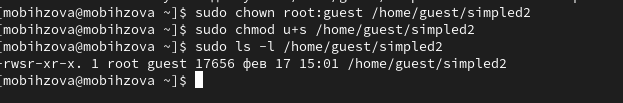 [mobihzova@mobihzova ~]$ sudo chown root:guest /home/guest/simpled2
[mobihzova@mobihzova ~]$ sudo chmod u+s /home/guest/simpled2
[mobihzova@mobihzova ~]$ sudo ls -l /home/guest/simpled2
-rwsr-xr-x. 1 root guest 17656 фев 17 15:01 /home/guest/simpled2
[mobihzova@mobihzova ~]$